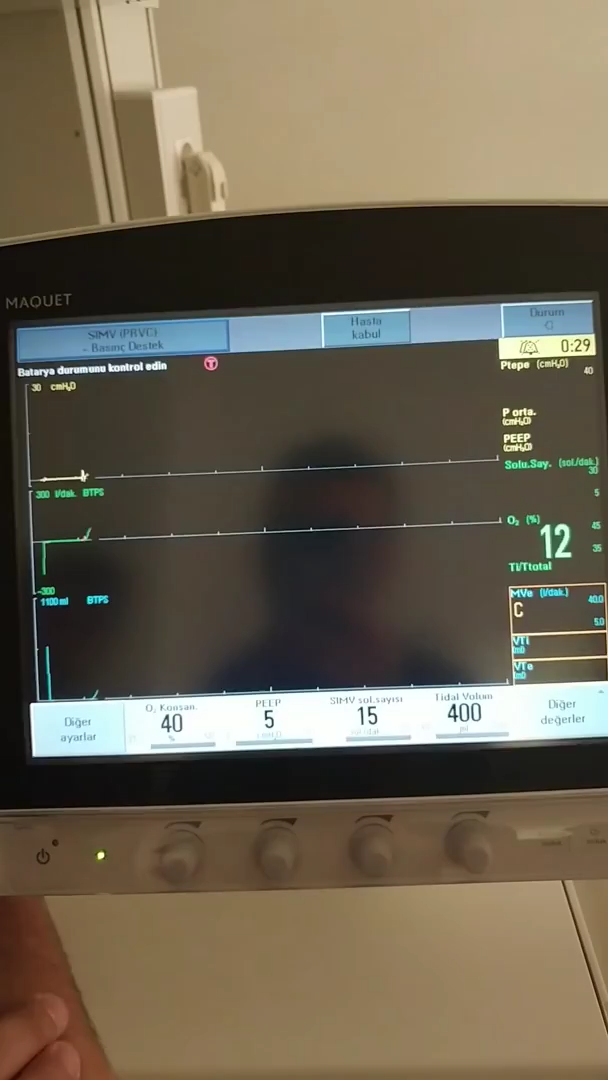 MAQUET
SIMV (PRVC)
- Basınç Destek
Hasta
kabul
Durum
0:29
Batarya durumunu kontrol edin
T
Ptepe (cmH₂O)
40
30 cmH₂O
P orta.
(cmH₂O)
PEEP
(cmH₂O)
Solu.Say. (sol./dak.)
30
5
300 l/dak. BTPS
O₂ (%)
12
45
35
Ti/Ttotal
-300
1100 ml BTPS
MVe (l/dak.)
C
40.0
5.0
VTi
VTe
Diğer
ayarlar
O₂ Konsan.
40
%
PEEP
5
cmH₂O
SIMV sol.sayısı
15
sol/dak.
Tidal Volum
400
ml
Diğer
değerler